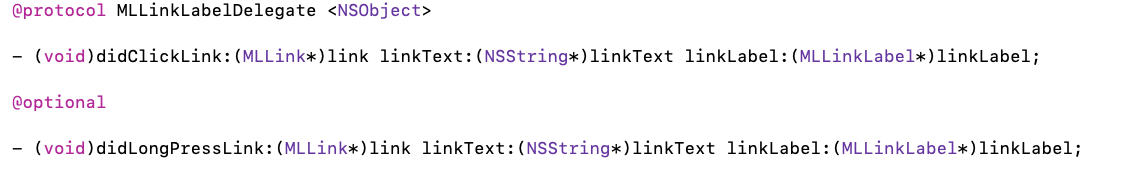 @protocol MLLinkLabelDelegate <NSObject>
- (void)didClickLink:(MLLink*)link linkText:(NSString*)linkText linkLabel:(MLLinkLabel*)linkLabel;
@optional
- (void)didLongPressLink:(MLLink*)link linkText:(NSString*)linkText linkLabel:(MLLinkLabel*)linkLabel;